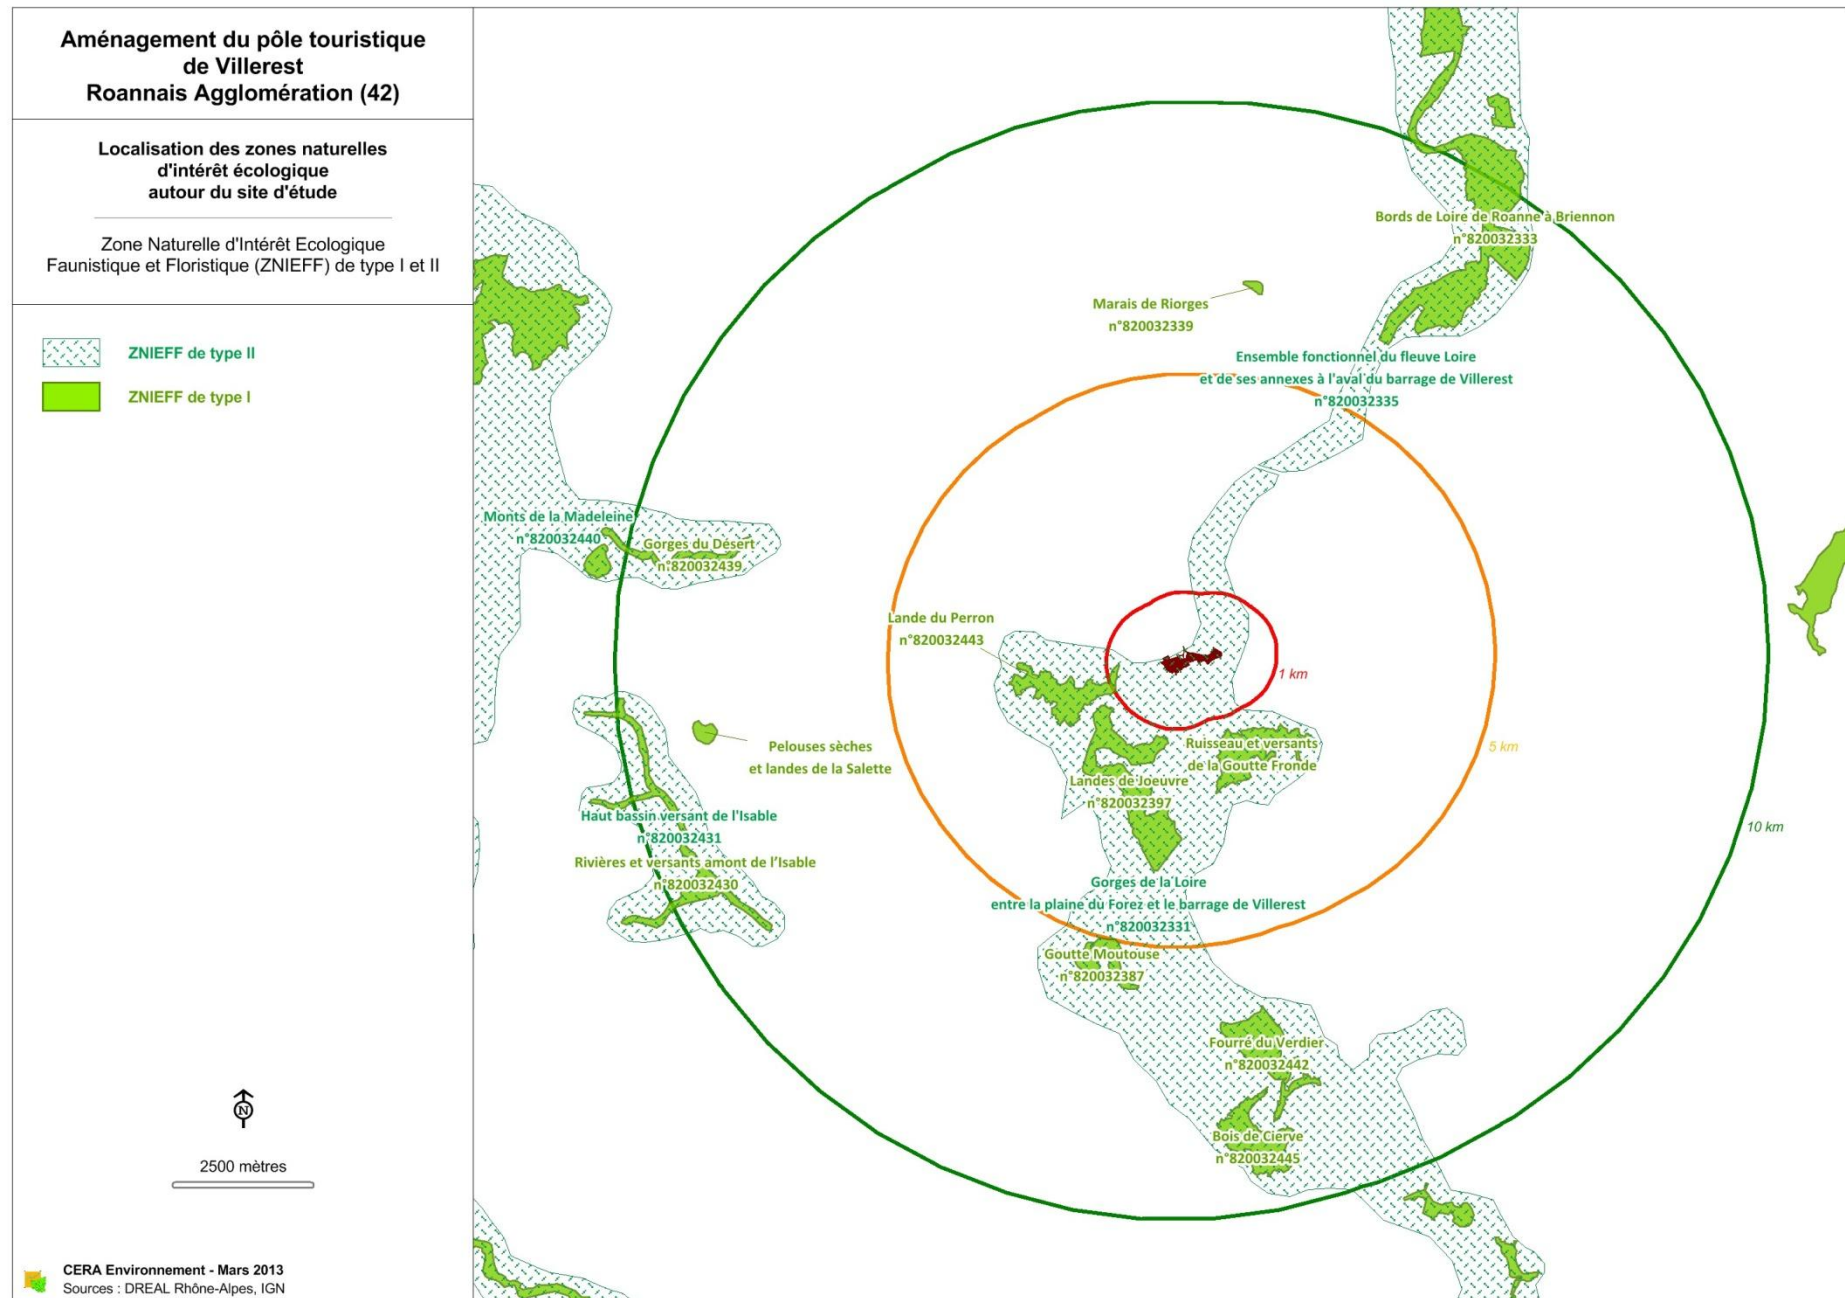 Aménagement du pôle touristique
de Villerest
Roannais Agglomération (42)
Localisation des zones naturelles
d'intérêt écologique
autour du site d'étude
Zone Naturelle d'Intérêt Ecologique
Faunistique et Floristique (ZNIEFF) de type I et II
ZNIEFF de type II
ZNIEFF de type I
N
2500 mètres
CERA Environnement - Mars 2013
Sources : DREAL Rhône-Alpes, IGN
Bords de Loire de Roanne à Briennon
n°820032333
Marais de Riorges
n°820032339
Ensemble fonctionnel du fleuve Loire
et de ses annexes à l'aval du barrage de Villerest
n°820032335
Monts de la Madeleine
n°820032440
Gorges du Désert
n°820032439
Lande du Perron
n°820032443
1 km
Pelouses sèches
et landes de la Salette
Ruisseau et versants
de la Goutte Fronde
5 km
Landes de Joeuvre
n°820032397
10 km
Haut bassin versant de l'Isable
n°820032431
Rivières et versants amont de l'Isable
n°820032430
Gorges de la Loire
entre la plaine du Forez et le barrage de Villerest
n°820032331
Goutte Moutouse
n°820032387
Fourré du Verdier
n°820032442
Bois de Cierve
n°820032445